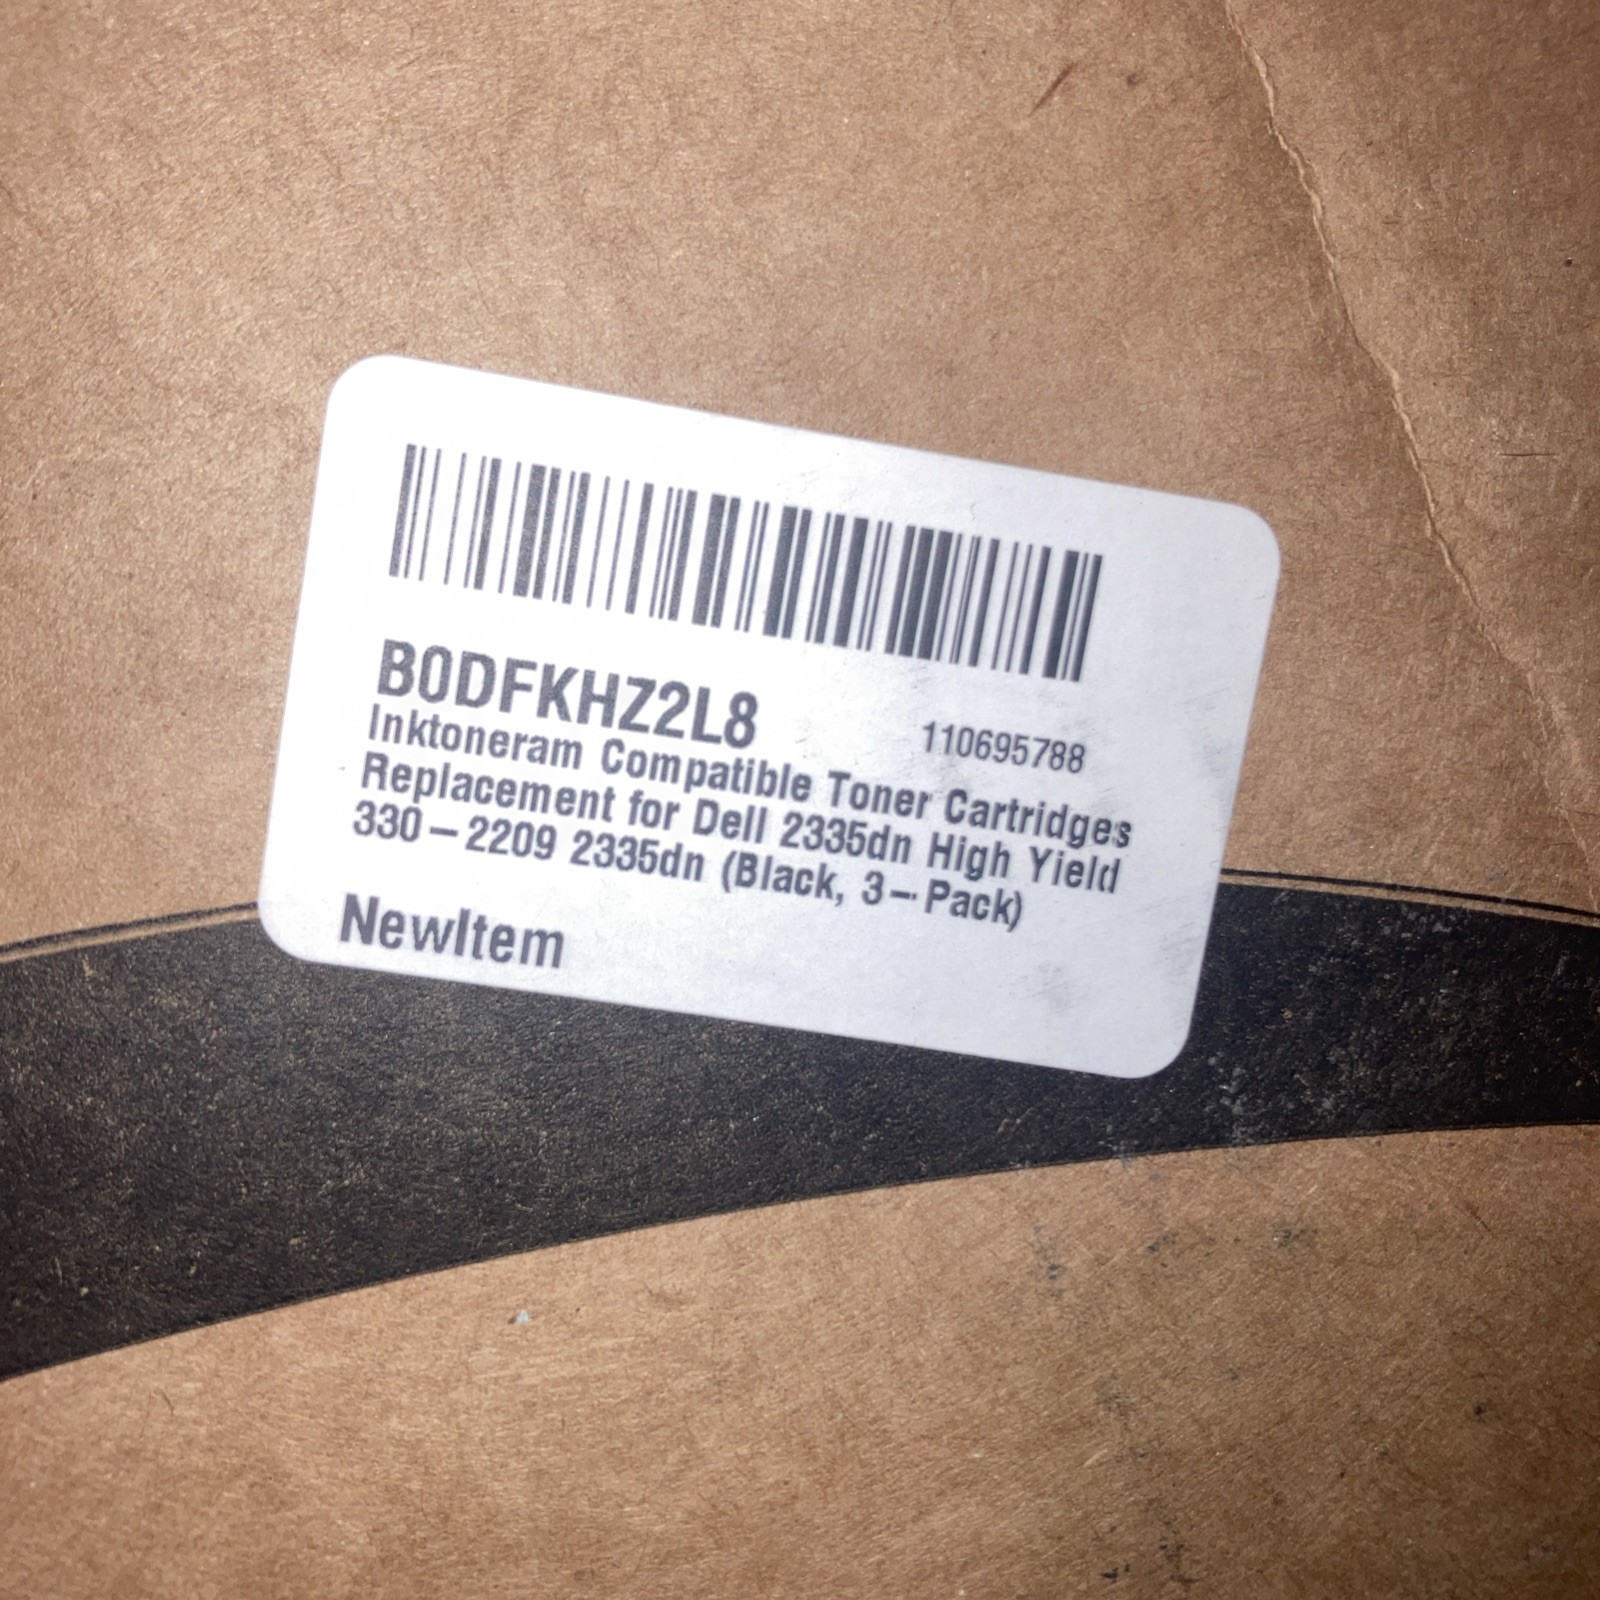 B0DFKHZ2L8
110695788
Inktoneram Compatible Toner Cartridges
Replacement for Dell 2335dn High Yield
330-2209 2335dn (Black, 3-Pack)
NewItem